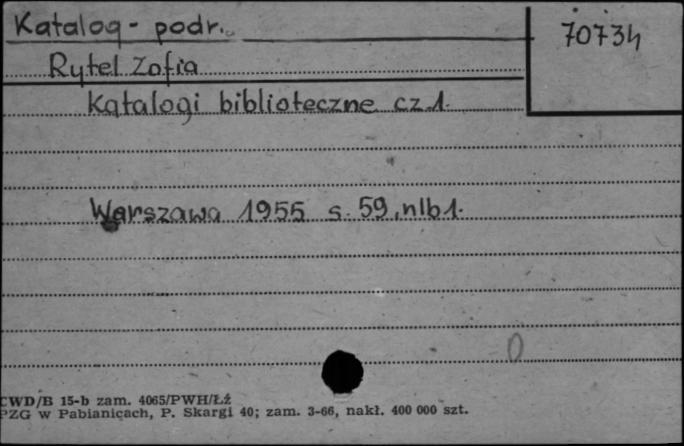 Katalog - podr.
70734
Rytel Zofia
Katalogi biblioteczne cz.1.
Warszawa 1955 s. 59, nlb1.
0
CWD/B 15-b zam. 4065/PWH/Łź
PZG w Pabianicach, P. Skargi 40; zam. 3-66, nakł. 400 000 szt.